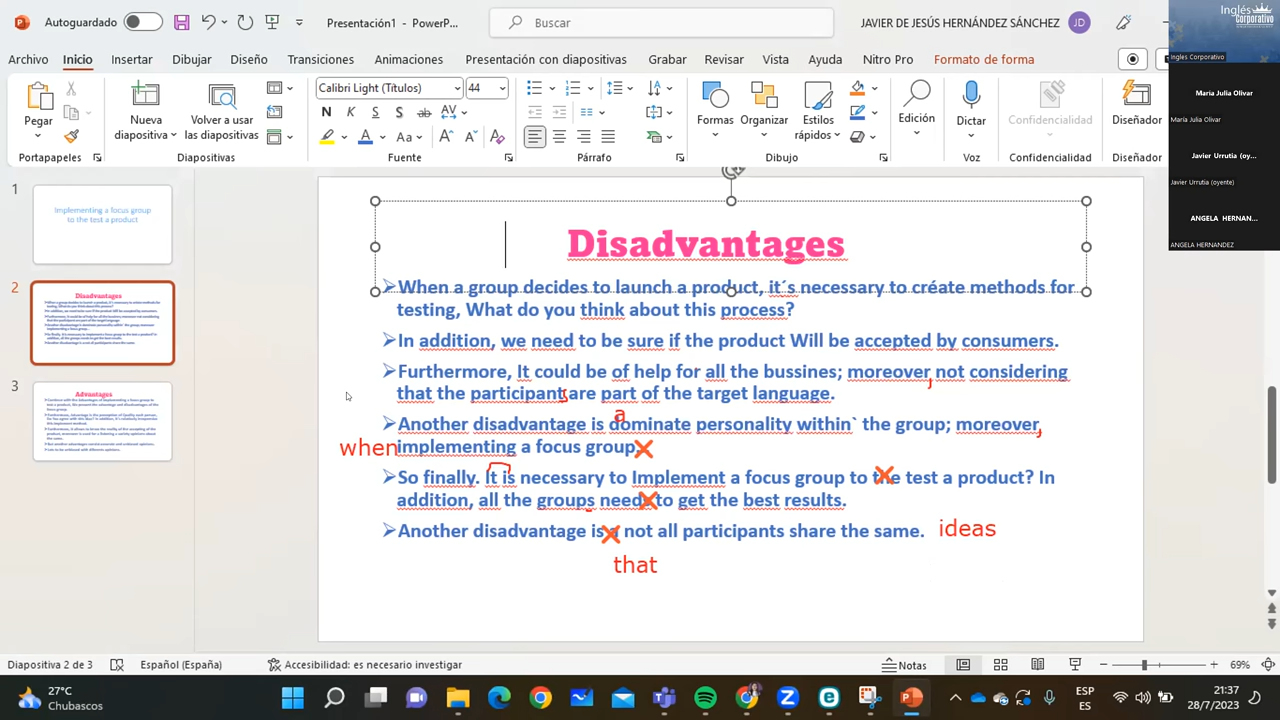 Autoguardado
Presentación1 - PowerP...
Buscar
JAVIER DE JESÚS HERNÁNDEZ SÁNCHEZ
JD
Archivo Inicio Insertar Dibujar Diseño Transiciones Animaciones Presentación con diapositivas Grabar Revisar Vista Ayuda Nitro Pro Formato de forma
Pegar
Portapapeles
Nueva diapositiva
Volver a usar las diapositivas
Diapositivas
Calibri Light (Títulos) 44
N K S S ab AV
A Aa A A A
Fuente
Párrafo
Formas Organizar Estilos rápidos
Dibujo
Edición
Dictar
Voz
Confidencialidad
Confidencialidad
Diseñador
Diseñador
Inglés
Corporativo
Ingles Corporativo
Maria Julia Olivar
María Julia Olivar
Javier Urrutia (oy...
Javier Urrutia (oyente)
ANGELA HERNAN...
ANGELA HERNANDEZ
1
Implementing a focus group
to the test a product
2
Disadvantages
3
Advantages
Disadvantages
When a group decides to launch a product, it´s necessary to créate methods for
testing, What do you think about this process?
In addition, we need to be sure if the product Will be accepted by consumers.
Furthermore, It could be of help for all the bussines; moreover, not considering
that the participants are part of the target language.
a
Another disadvantage is dominate personality within` the group; moreover,
when implementing a focus group
So finally. It is necessary to Implement a focus group to the test a product? In
addition, all the groups needs to get the best results.
Another disadvantage is a not all participants share the same. ideas
that
Diapositiva 2 de 3
Español (España)
Accesibilidad: es necesario investigar
Notas
69%
27°C
Chubascos
ESP
ES
21:37
28/7/2023